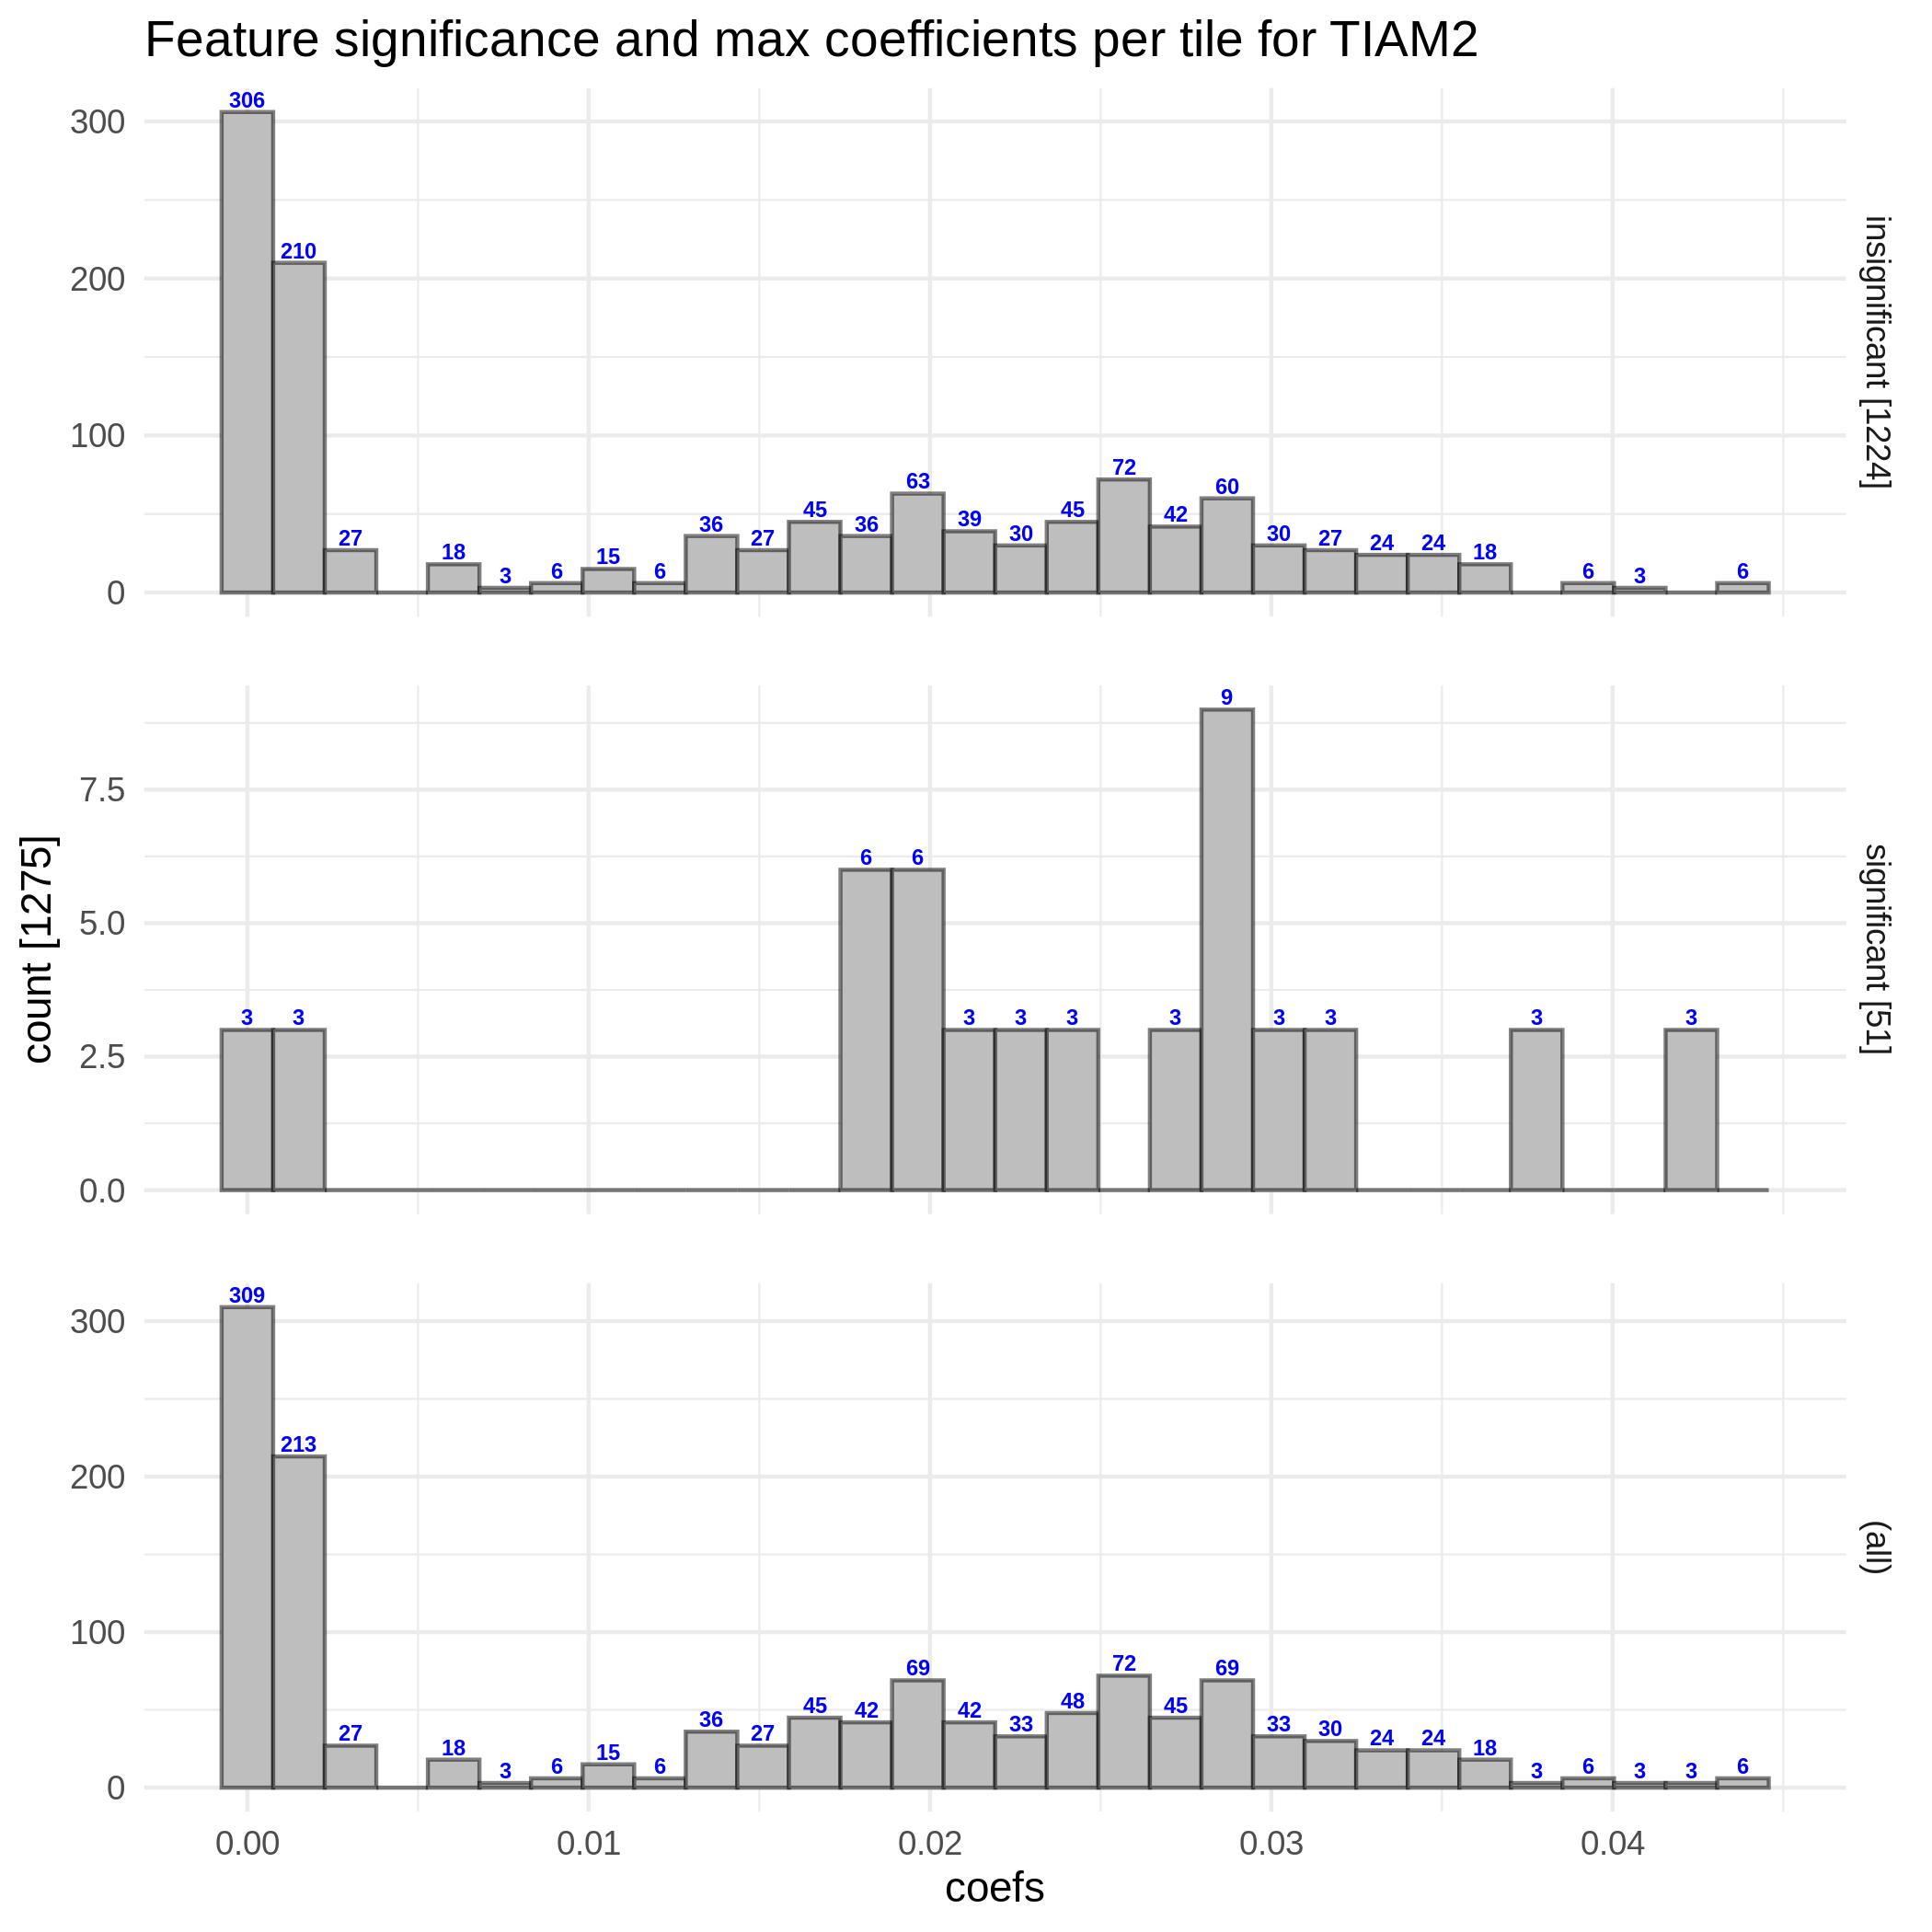 Feature significance and max coefficients per tile for TIAM2
306
300
210
200
insignificant [1224]
100
27 18 3 6 15 6 36 27 45 36 63 39 30 45 72 42 60 30 27 24 24 18 6 3 6
0
9
7.5
6 6
5.0
count [1275]
significant [51]
3 3 3 3 3 3 3 3 3 3
2.5
0.0
309
300
213
200
(all)
100
27 18 3 6 15 6 36 27 45 42 69 42 33 48 72 45 69 33 30 24 24 18 3 6 3 3 6
0
0.00 0.01 0.02 0.03 0.04
coefs